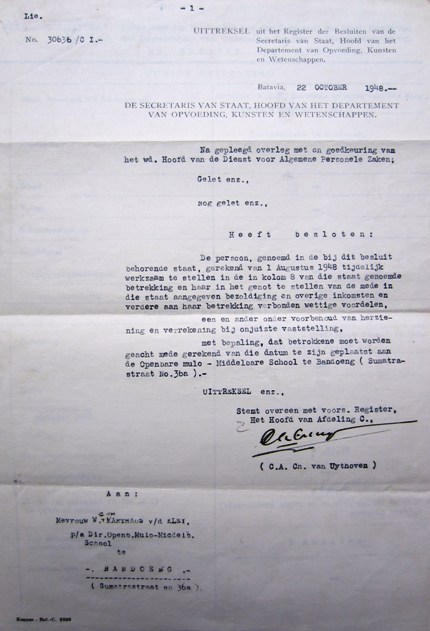 - 1 -
Lie.
No. 30636 /C I.-
UITTREKSEL uit het Register der Besluiten van de
Secretaris van Staat, Hoofd van het
Departement van Opvoeding, Kunsten
en Wetenschappen.
Batavia, 22 OCTOBER 1948.--
DE SECRETARIS VAN STAAT, HOOFD VAN HET DEPARTEMENT
VAN OPVOEDING, KUNSTEN EN WETENSCHAPPEN.
Na gepleegd overleg met en goedkeuring van
het wd. Hoofd van de Dienst voor Algemene Personele Zaken;
Gelet enz.,
Nog gelet enz.,
Heeft besloten:
De persoon, genoemd in de bij dit besluit
behorende staat, gerekend van 1 Augustus 1948 tijdelijk
werkzaam te stellen in de in kolom 8 van die staat genoemde
betrekking en haar in het genot te stellen van de mede in
die staat aangegeven bezoldiging en overige inkomsten en
verdere aan haar betrekking verbonden wettige voordelen,
een en ander onder voorbehoud van herzie-
ning en verrekening bij onjuiste vaststelling,
met bepaling, dat betrokkene moet worden
geacht mede gerekend van die datum te zijn geplaatst aan
de Openbare mulo - Middelbare School te Bandoeng ( Sumatra-
straat No.36a ).-
UITTREKSEL enz.,
Stemt overeen met voors. Register,
Het Hoofd van Afdeling C.,
( C.A. Ch. van Uythoven )
Aan:
Mevrouw W. v/d
p/a Dir.Openb.Mulo-Middelb.
School
te
-. BANDOENG .-
( Sumatrastraat no 36a ).